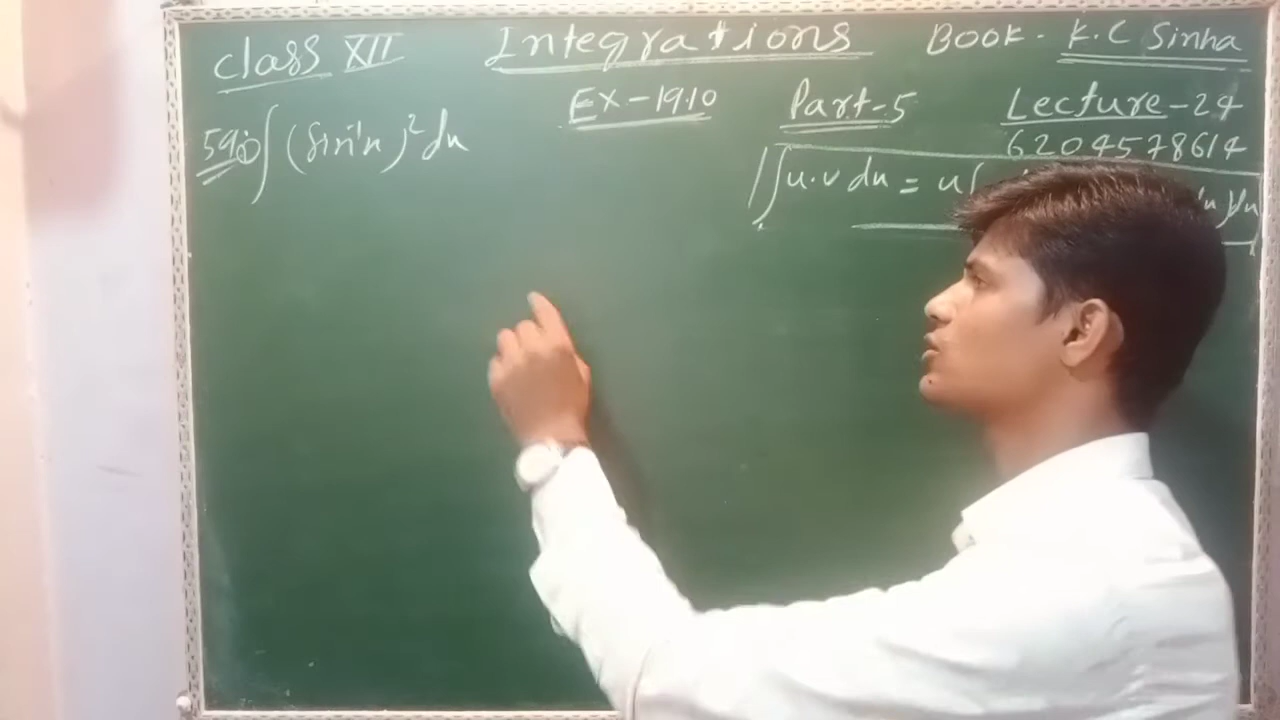 Class XII Integrations Book - K.C Sinha
Ex-19.10 Part-5 Lecture-24
59. (i) ∫(sin⁻¹x)² dx
6204578614
∫u.v dx = u∫